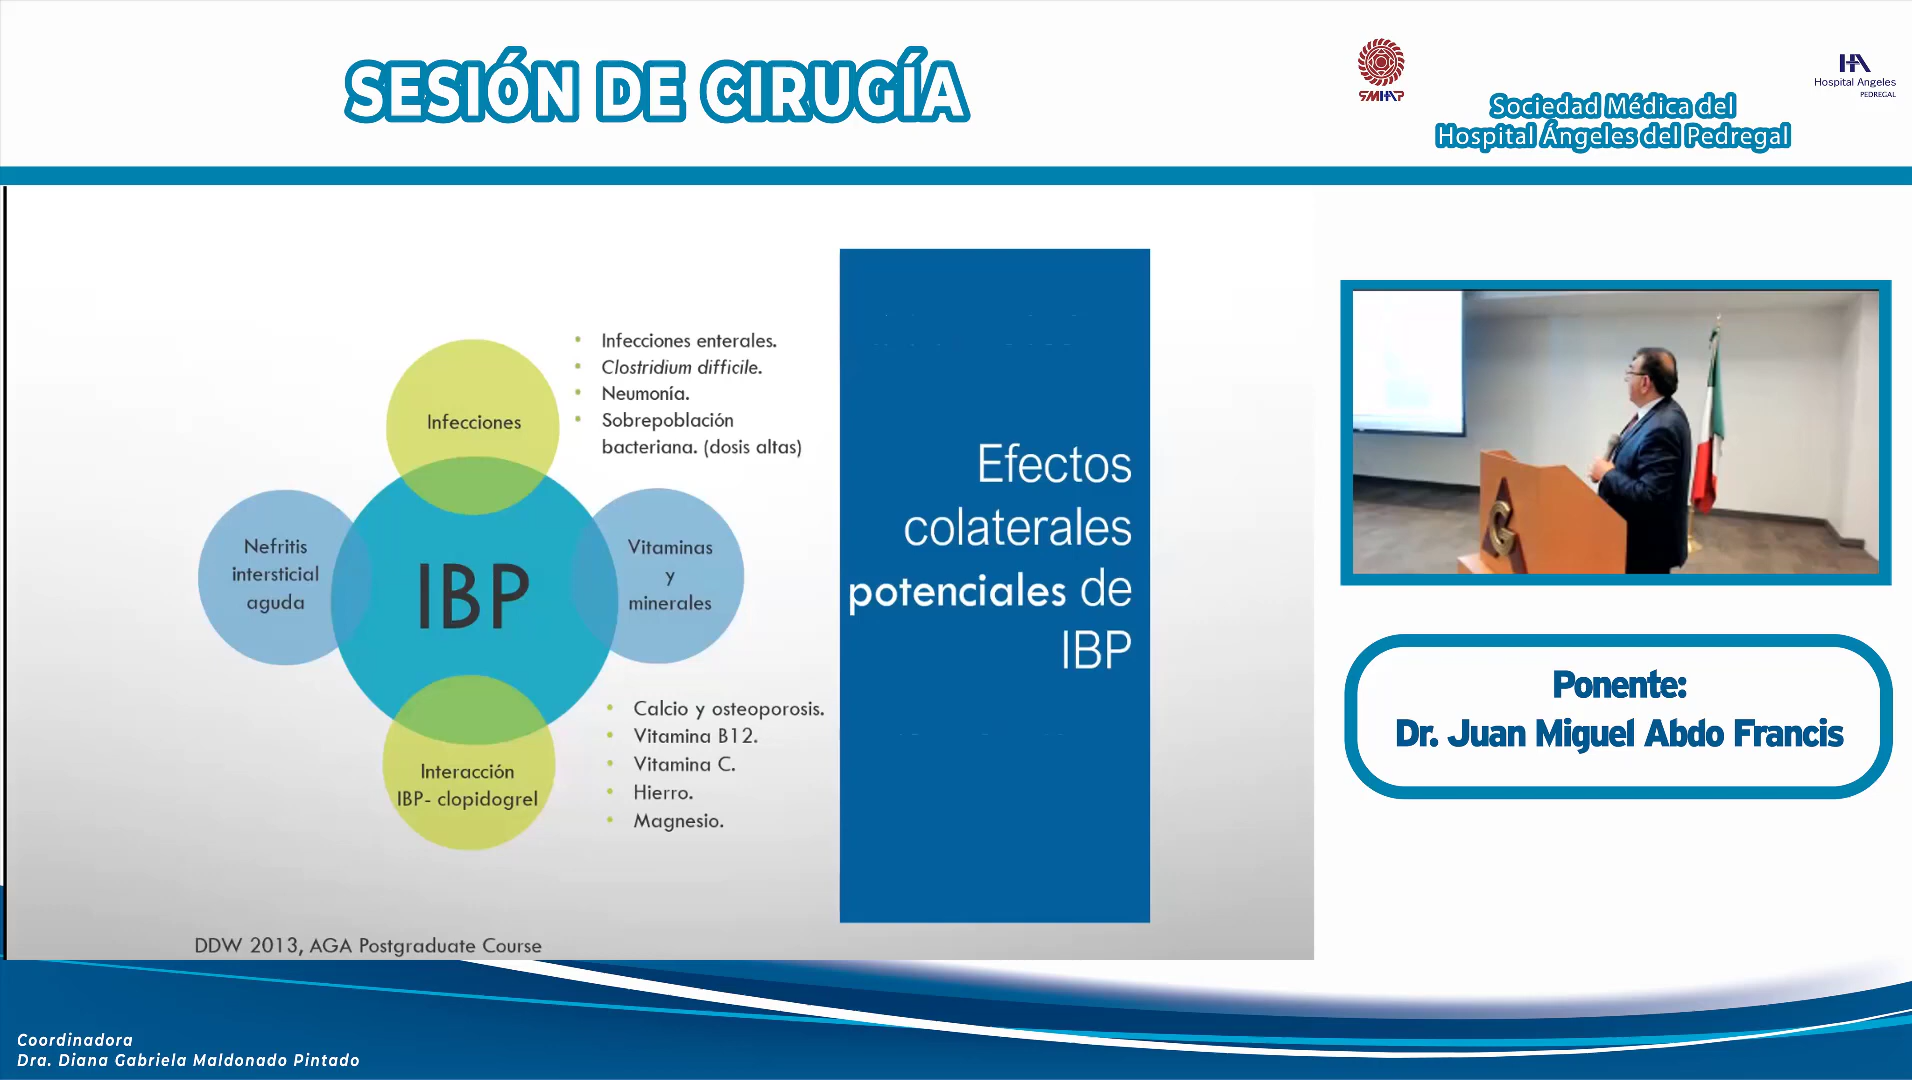 SESIÓN DE CIRUGÍA
SMHAP
Sociedad Médica del
Hospital Ángeles del Pedregal
HA
Hospital Angeles
PEDREGAL
Infecciones
• Infecciones enterales.
• Clostridium difficile.
• Neumonía.
• Sobrepoblación
bacteriana. (dosis altas)
Nefritis
intersticial
aguda
IBP
Vitaminas
y
minerales
Interacción
IBP- clopidogrel
• Calcio y osteoporosis.
• Vitamina B12.
• Vitamina C.
• Hierro.
• Magnesio.
DDW 2013, AGA Postgraduate Course
Efectos
colaterales
potenciales de
IBP
G
Ponente:
Dr. Juan Miguel Abdo Francis
Coordinadora
Dra. Diana Gabriela Maldonado Pintado